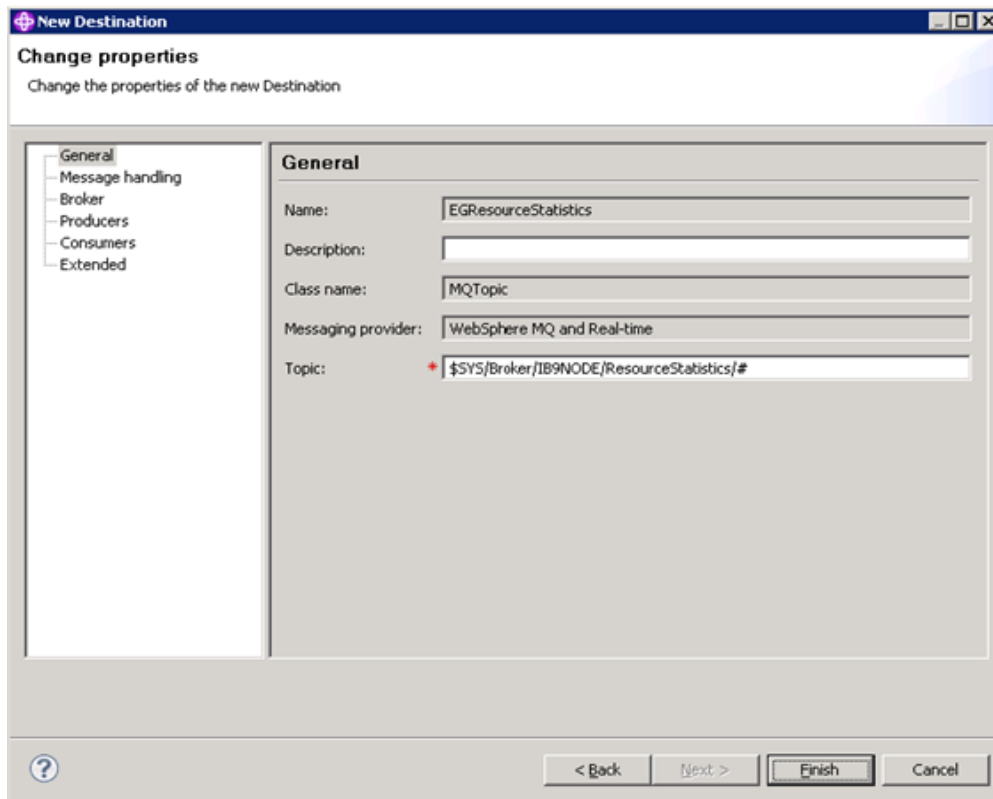 New Destination
Change properties
Change the properties of the new Destination
General
Message handling
Broker
Producers
Consumers
Extended
General
Name: EGResourceStatistics
Description:
Class name: MQTopic
Messaging provider: WebSphere MQ and Real-time
Topic: * $SYS/Broker/IB9NODE/ResourceStatistics/#
?
< Back Next > Finish Cancel